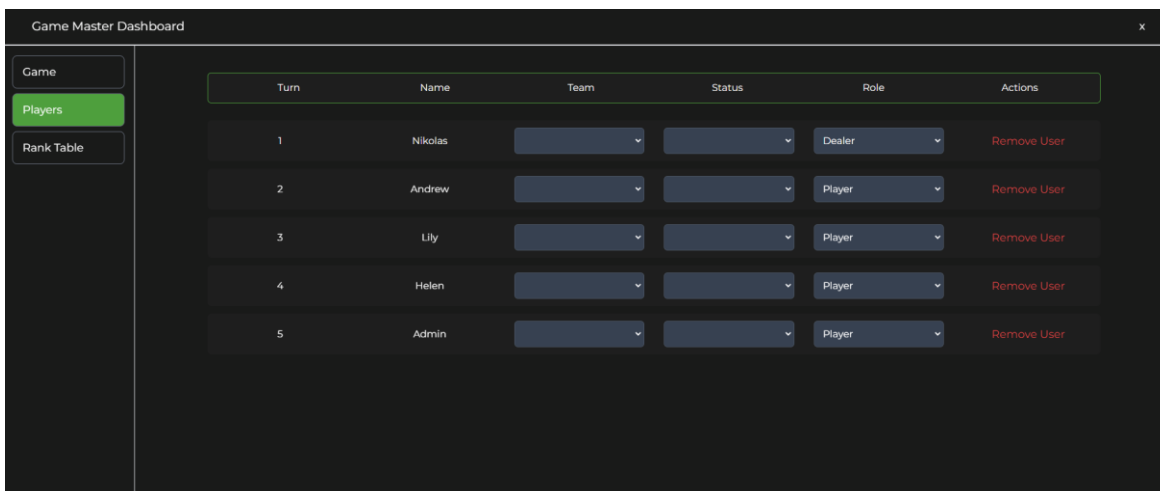 Game Master Dashboard x
Game
Players
Rank Table
Turn Name Team Status Role Actions
1 Nikolas Dealer Remove User
2 Andrew Player Remove User
3 Lily Player Remove User
4 Helen Player Remove User
5 Admin Player Remove User